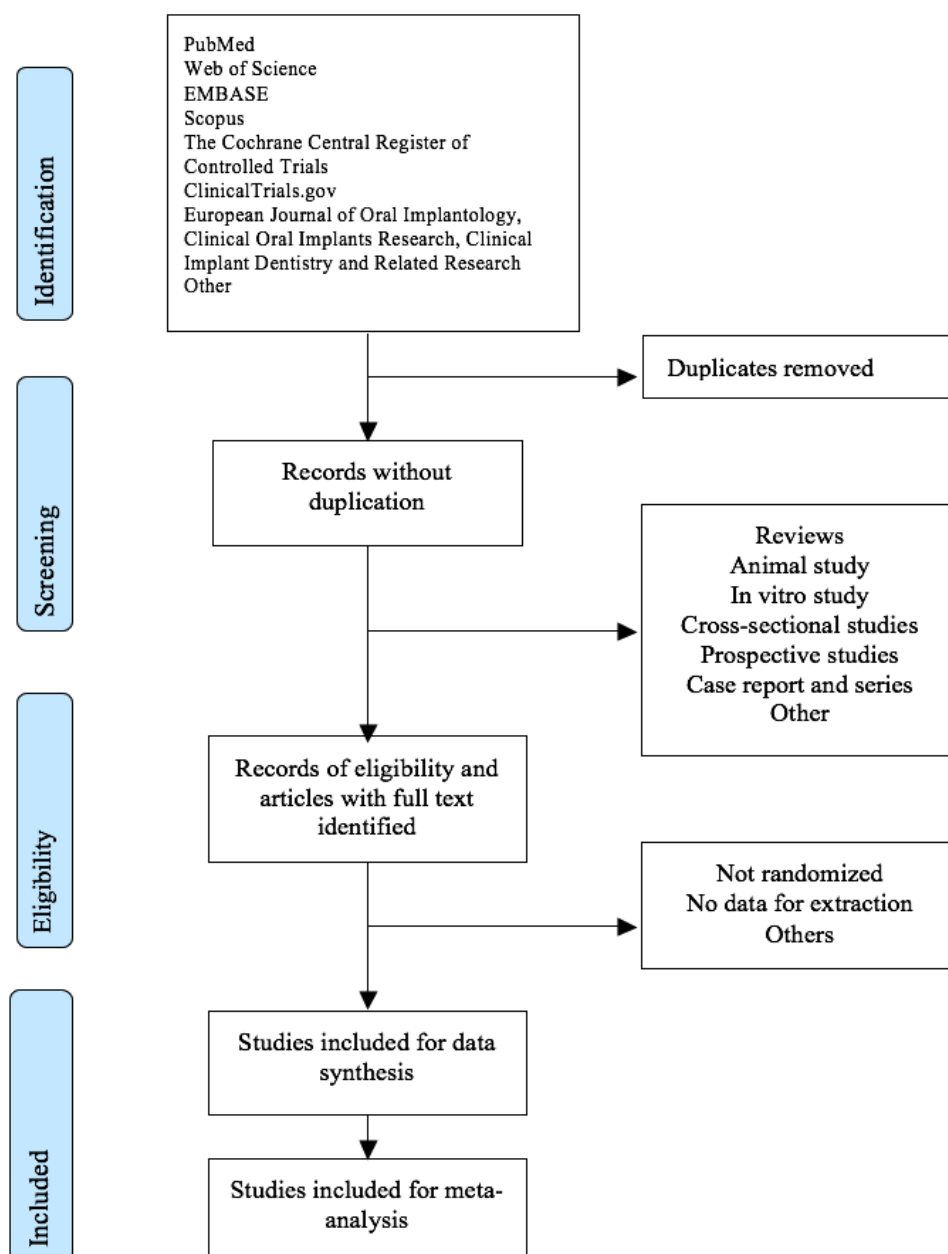 PubMed
Web of Science
EMBASE
Scopus
The Cochrane Central Register of
Controlled Trials
ClinicalTrials.gov
European Journal of Oral Implantology,
Clinical Oral Implants Research, Clinical
Implant Dentistry and Related Research
Other
Identification
Duplicates removed
Screening
Records without
duplication
Reviews
Animal study
In vitro study
Cross-sectional studies
Prospective studies
Case report and series
Other
Eligibility
Records of eligibility and
articles with full text
identified
Not randomized
No data for extraction
Others
Included
Studies included for data
synthesis
Studies included for meta-
analysis